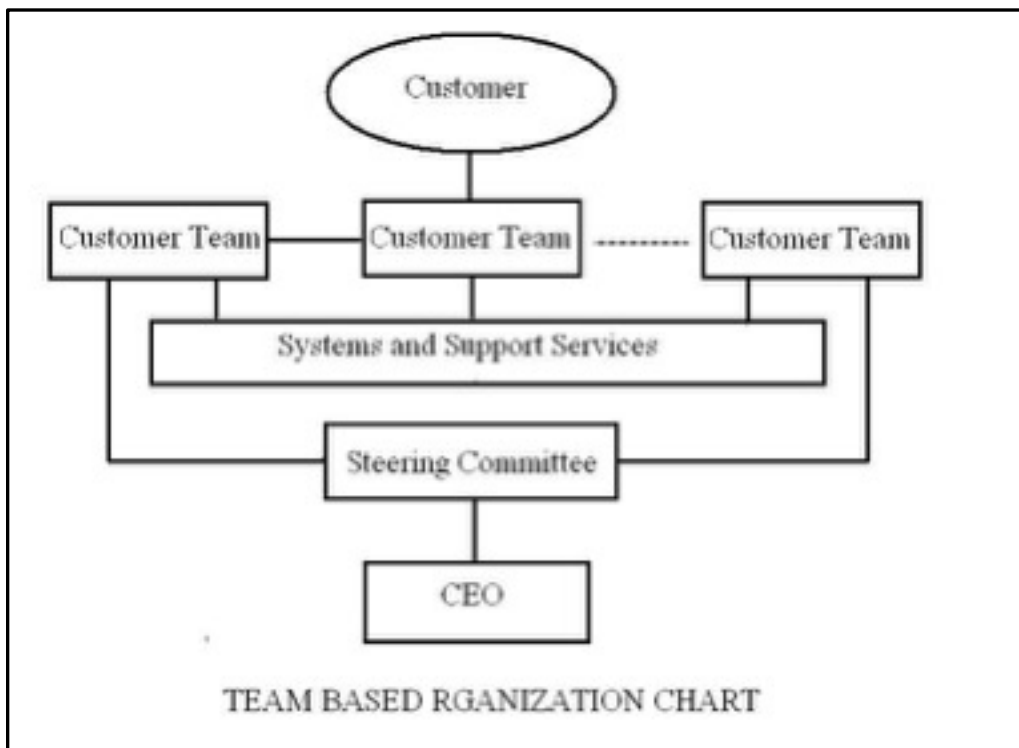 Customer
Customer Team
Customer Team
Customer Team
Systems and Support Services
Steering Committee
CEO
TEAM BASED RGANIZATION CHART